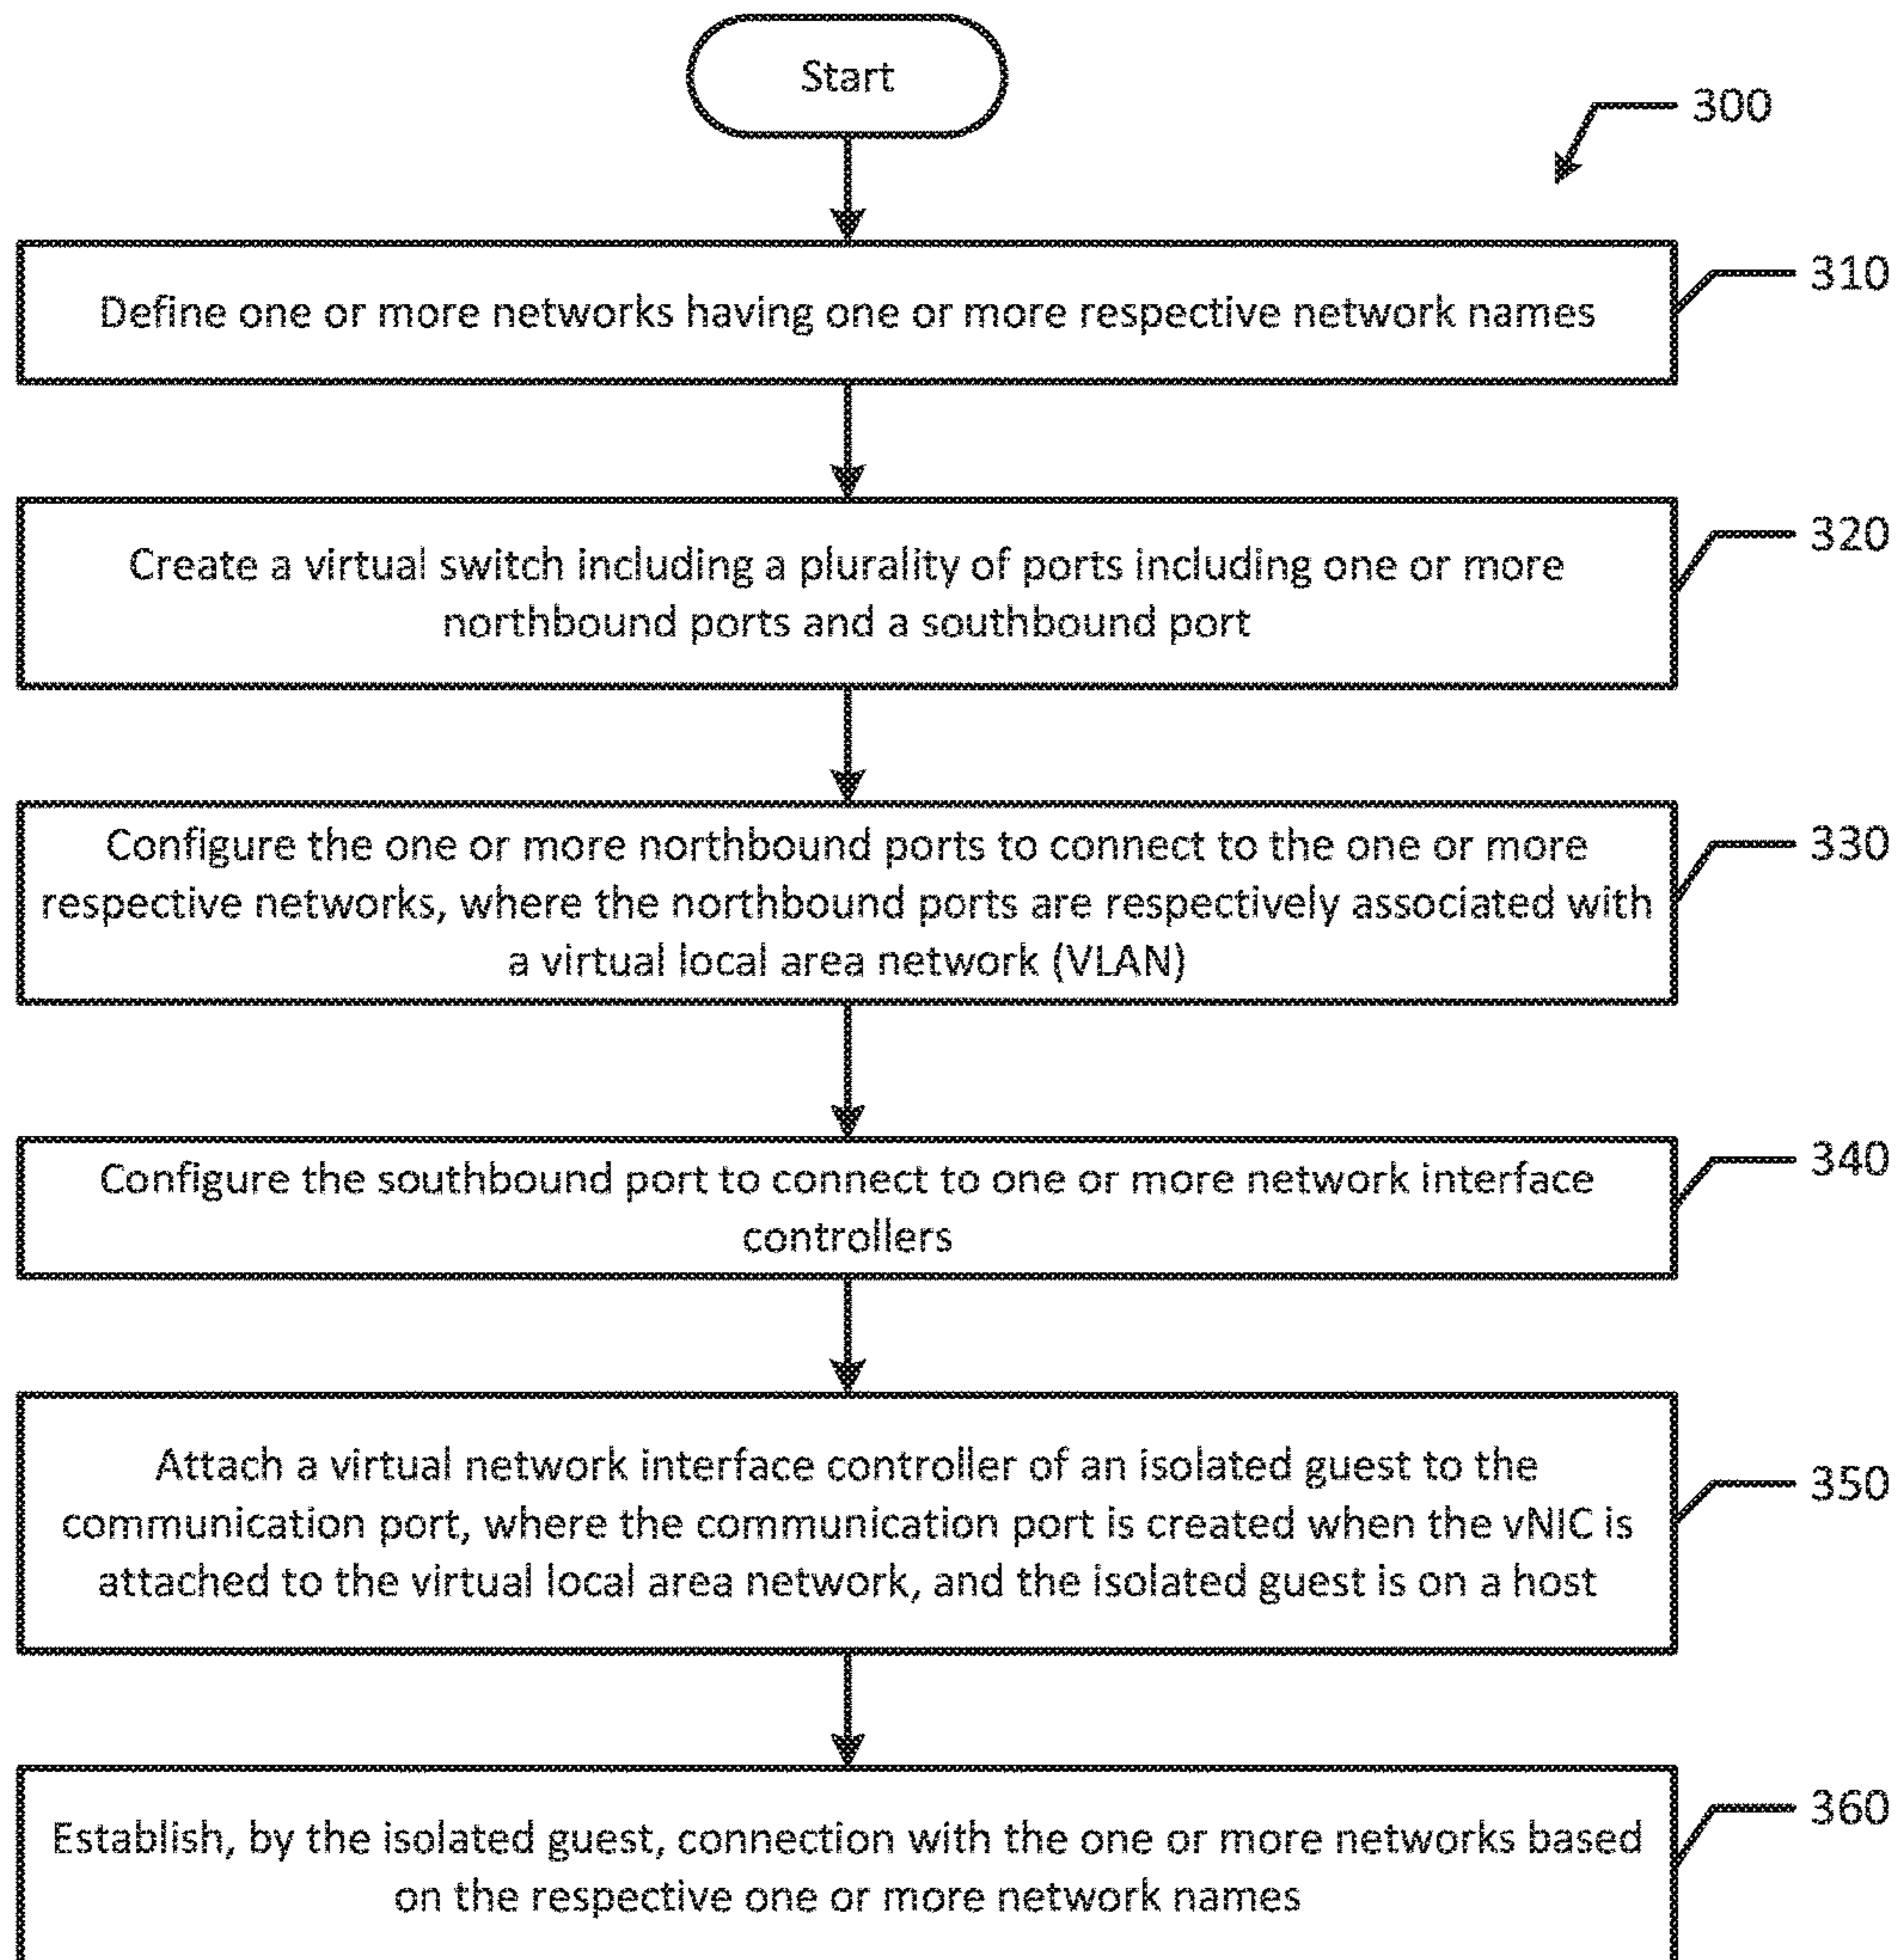 Start
300
Define one or more networks having one or more respective network names
310
Create a virtual switch including a plurality of ports including one or more
northbound ports and a southbound port
320
Configure the one or more northbound ports to connect to the one or more
respective networks, where the northbound ports are respectively associated with
a virtual local area network (VLAN)
330
Configure the southbound port to connect to one or more network interface
controllers
340
Attach a virtual network interface controller of an isolated guest to the
communication port, where the communication port is created when the vNIC is
attached to the virtual local area network, and the isolated guest is on a host
350
Establish, by the isolated guest, connection with the one or more networks based
on the respective one or more network names
360